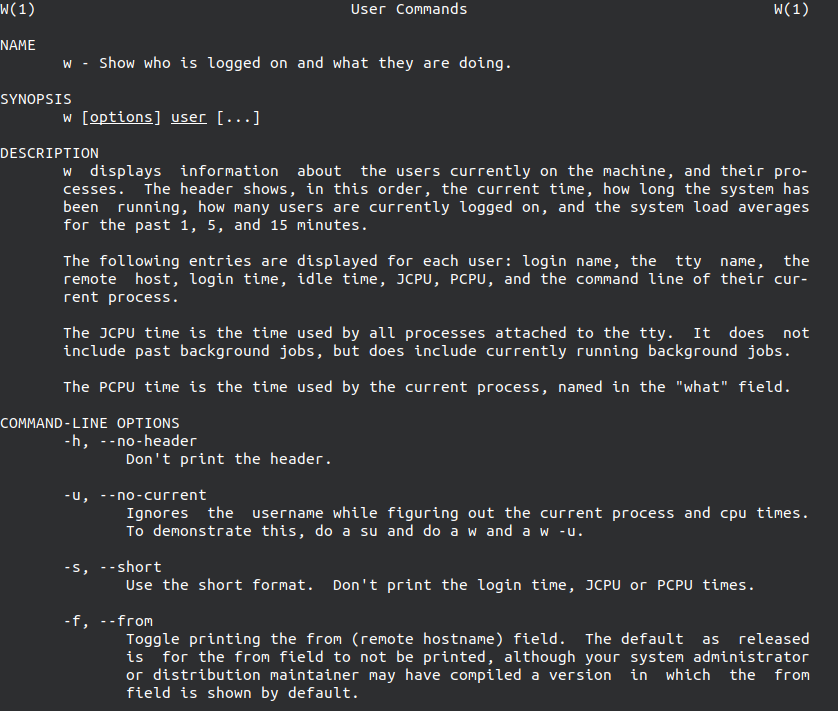 W(1) User Commands W(1)
NAME
w - Show who is logged on and what they are doing.
SYNOPSIS
w [options] user [...]
DESCRIPTION
w displays information about the users currently on the machine, and their pro-
cesses. The header shows, in this order, the current time, how long the system has
been running, how many users are currently logged on, and the system load averages
for the past 1, 5, and 15 minutes.
The following entries are displayed for each user: login name, the tty name, the
remote host, login time, idle time, JCPU, PCPU, and the command line of their cur-
rent process.
The JCPU time is the time used by all processes attached to the tty. It does not
include past background jobs, but does include currently running background jobs.
The PCPU time is the time used by the current process, named in the "what" field.
COMMAND-LINE OPTIONS
-h, --no-header
Don't print the header.
-u, --no-current
Ignores the username while figuring out the current process and cpu times.
To demonstrate this, do a su and do a w and a w -u.
-s, --short
Use the short format. Don't print the login time, JCPU or PCPU times.
-f, --from
Toggle printing the from (remote hostname) field. The default as released
is for the from field to not be printed, although your system administrator
or distribution maintainer may have compiled a version in which the from
field is shown by default.